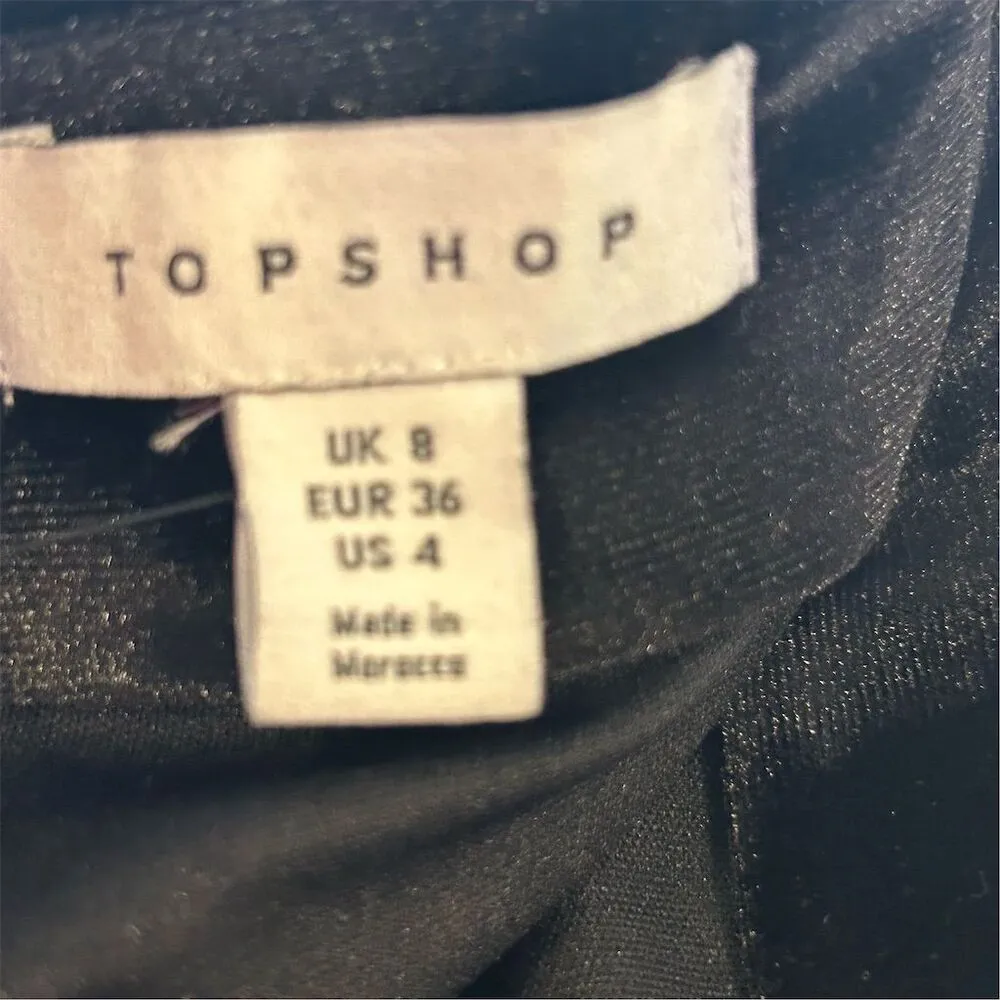 TOPSHOP
UK 8
EUR 36
US 4
Made in
Morocco